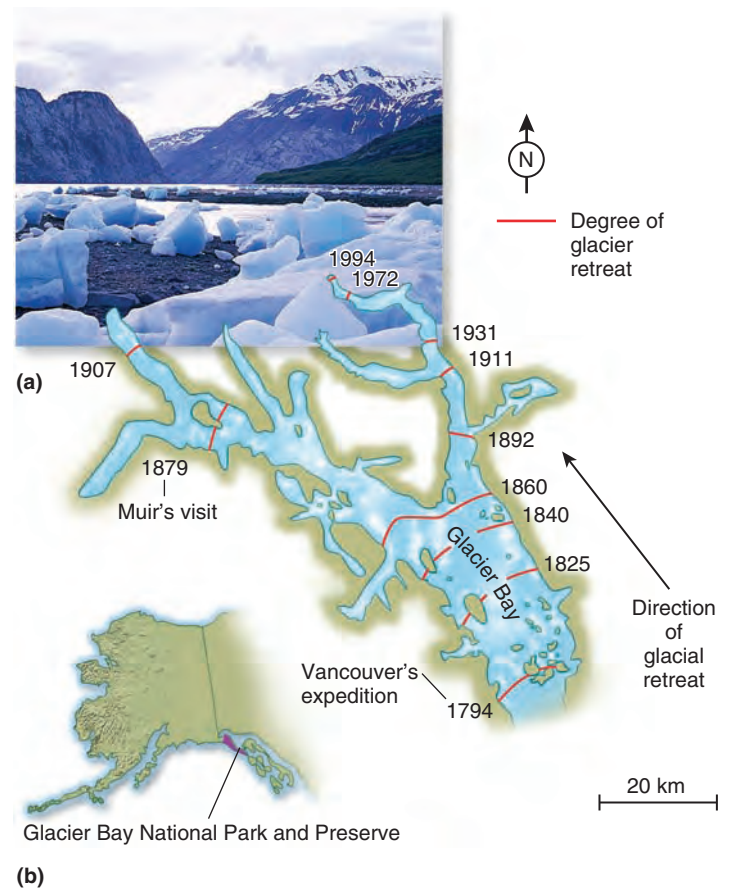 N
Degree of
glacier
retreat
1994
1972
1931
1911
1907
(a)
1892
1879
Muir's visit
1860
1840
Glacier Bay
1825
Direction
of
glacial
retreat
Vancouver's
expedition
1794
20 km
Glacier Bay National Park and Preserve
(b)